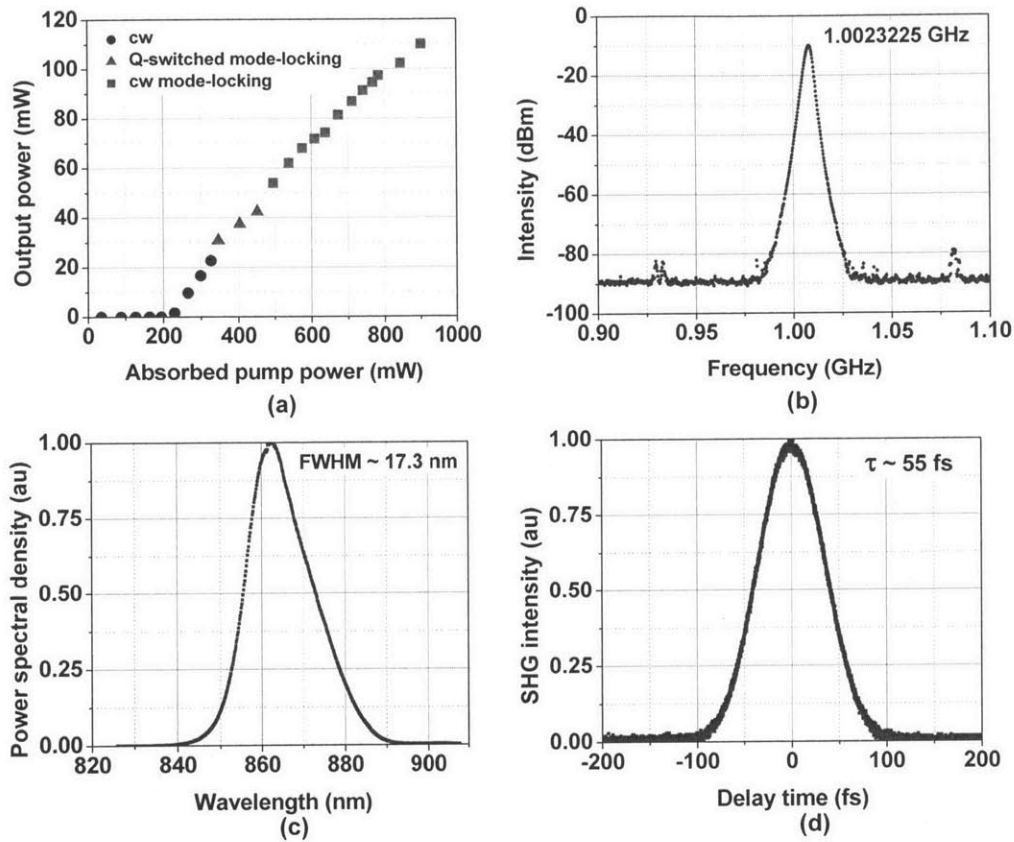 120
100
80
60
40
20
0
Output power (mW)
cw
Q-switched mode-locking
cw mode-locking
0 200 400 600 800 1000
Absorbed pump power (mW)
(a)
0
-20
-40
-60
-80
-100
Intensity (dBm)
1.0023225 GHz
0.90 0.95 1.00 1.05 1.10
Frequency (GHz)
(b)
1.00
0.75
0.50
0.25
0.00
Power spectral density (au)
FWHM ~ 17.3 nm
820 840 860 880 900
Wavelength (nm)
(c)
1.00
0.75
0.50
0.25
0.00
SHG intensity (au)
τ ~ 55 fs
-200 -100 0 100 200
Delay time (fs)
(d)